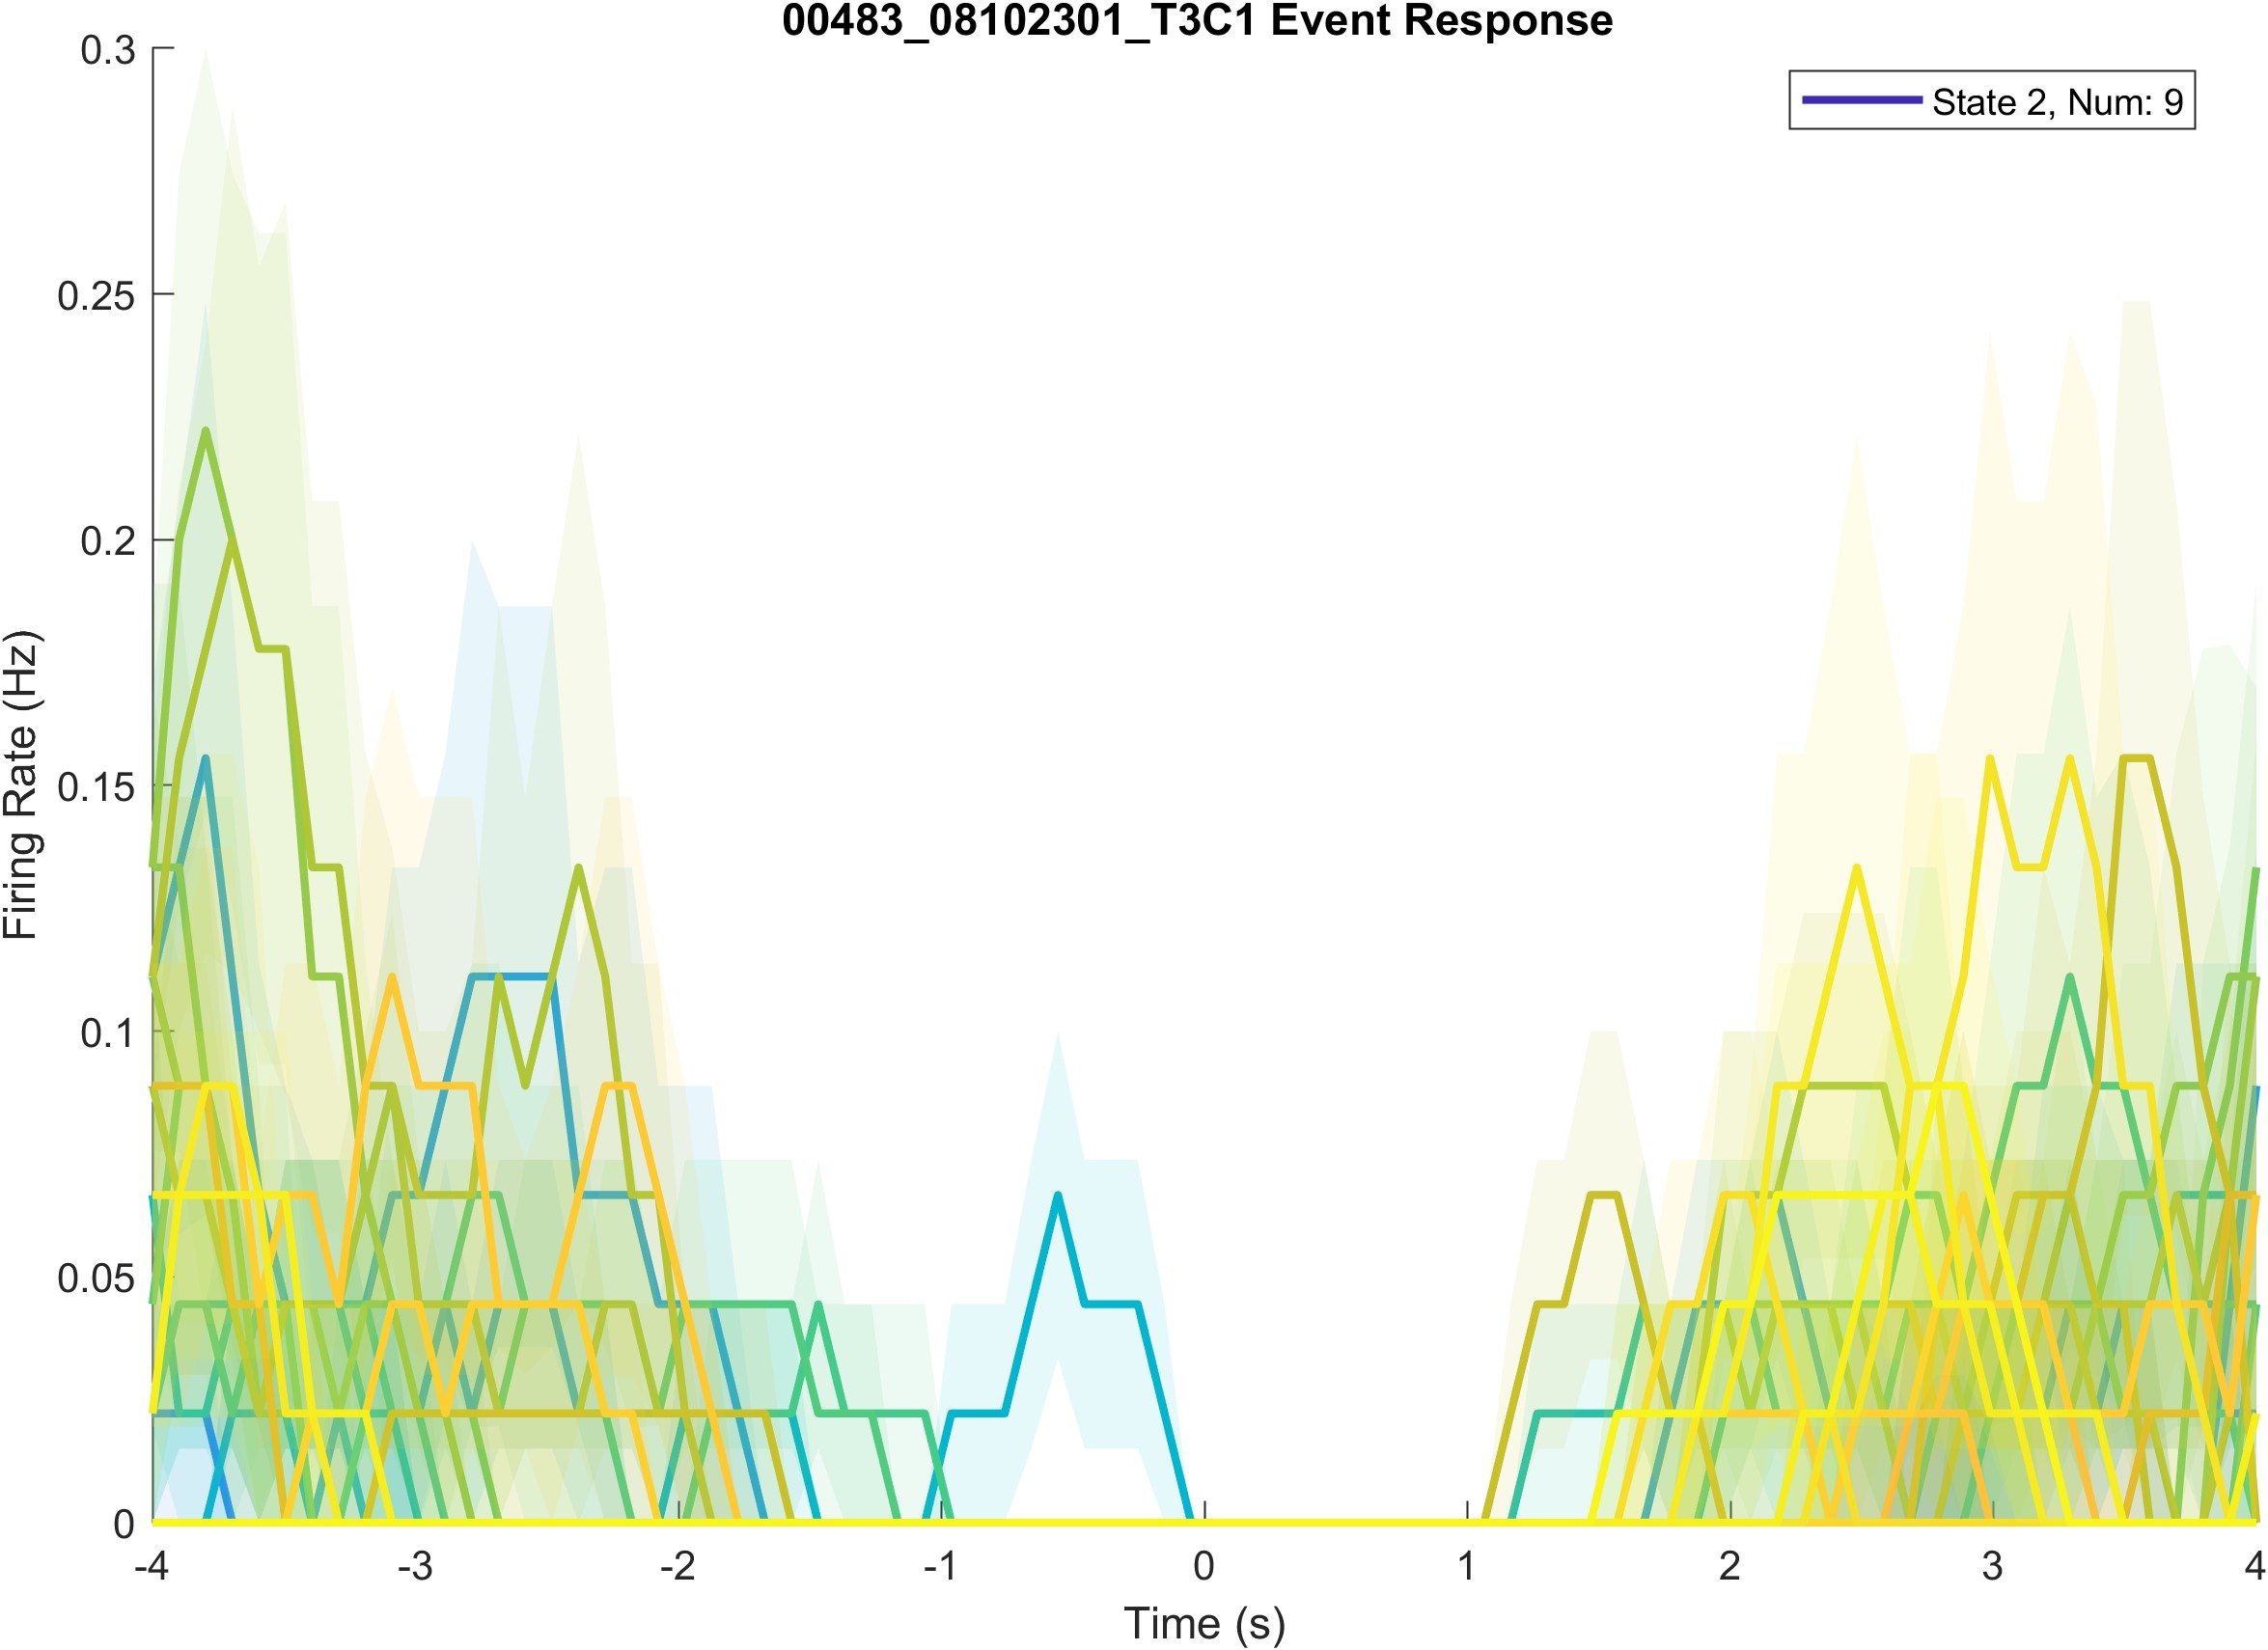 00483_08102301_T3C1 Event Response
State 2, Num: 9
0.3
0.25
0.2
0.15
0.1
0.05
0
Firing Rate (Hz)
-4 -3 -2 -1 0 1 2 3 4
Time (s)